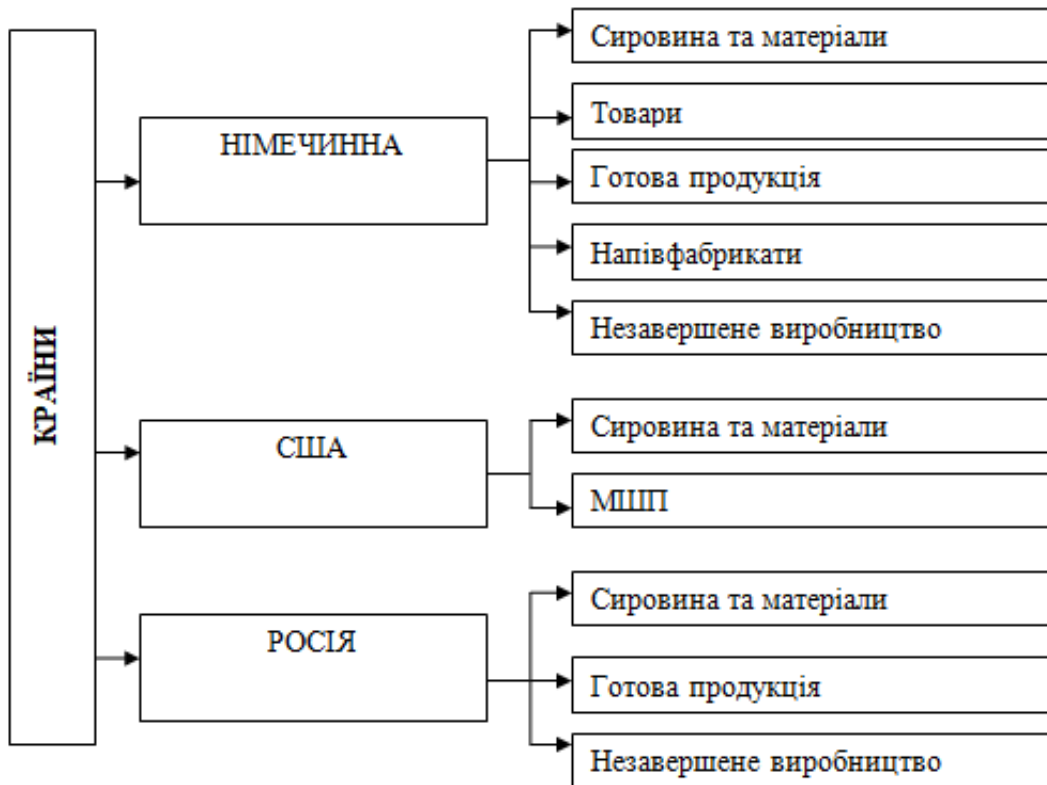 КРАЇНИ
НІМЕЧИННА
Сировина та матеріали
Товари
Готова продукція
Напівфабрикати
Незавершене виробництво
США
Сировина та матеріали
МШП
РОСІЯ
Сировина та матеріали
Готова продукція
Незавершене виробництво